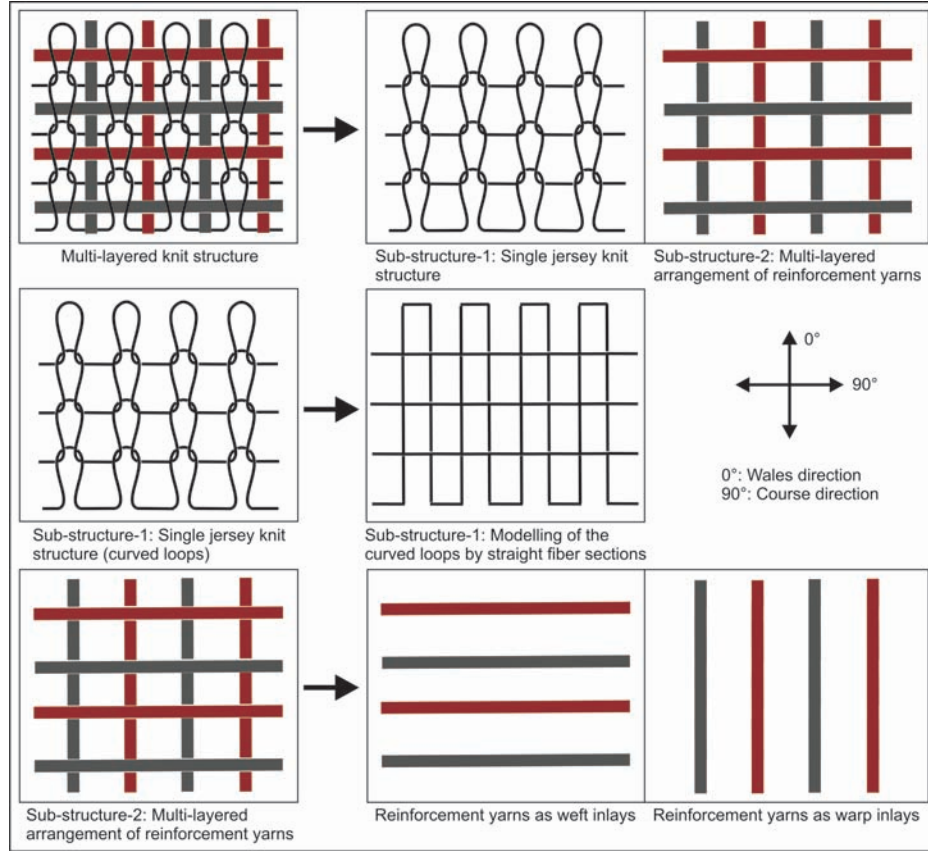 Multi-layered knit structure
Sub-structure-1: Single jersey knit
structure
Sub-structure-2: Multi-layered
arrangement of reinforcement yarns
0°
90°
0°: Wales direction
90°: Course direction
Sub-structure-1: Single jersey knit
structure (curved loops)
Sub-structure-1: Modelling of the
curved loops by straight fiber sections
Sub-structure-2: Multi-layered
arrangement of reinforcement yarns
Reinforcement yarns as weft inlays
Reinforcement yarns as warp inlays